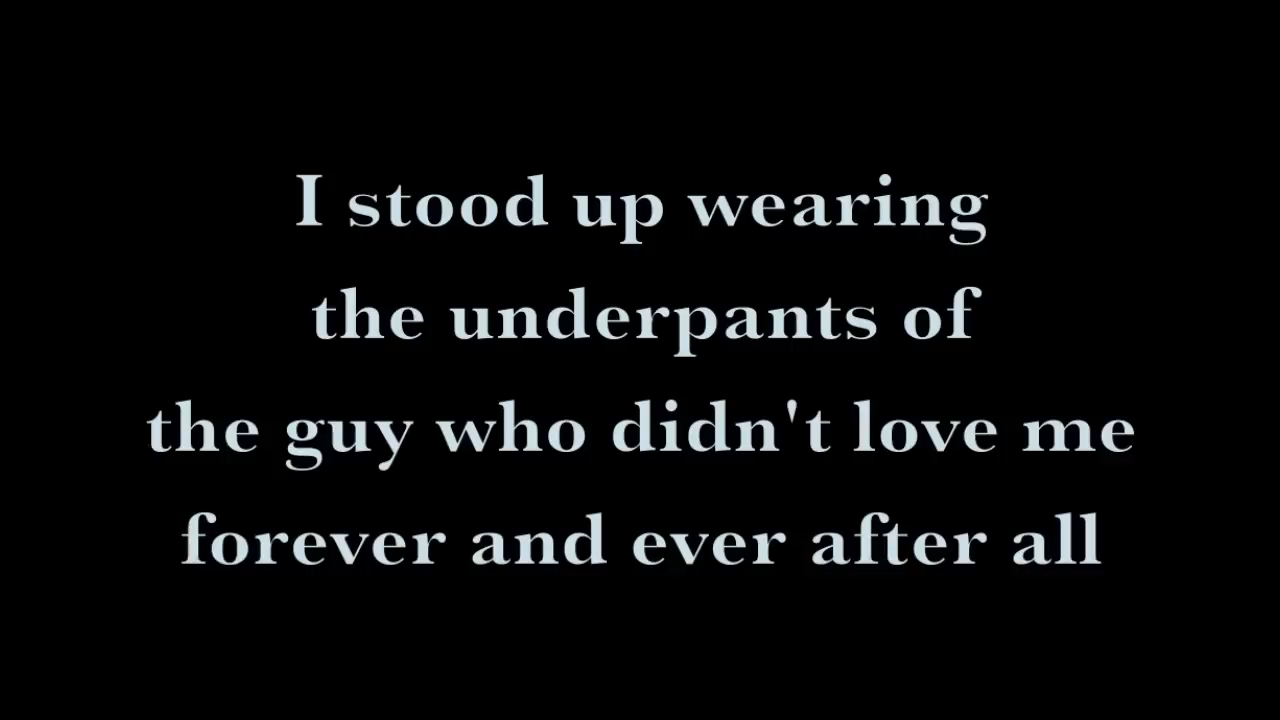 I stood up wearing
the underpants of
the guy who didn't love me
forever and ever after all